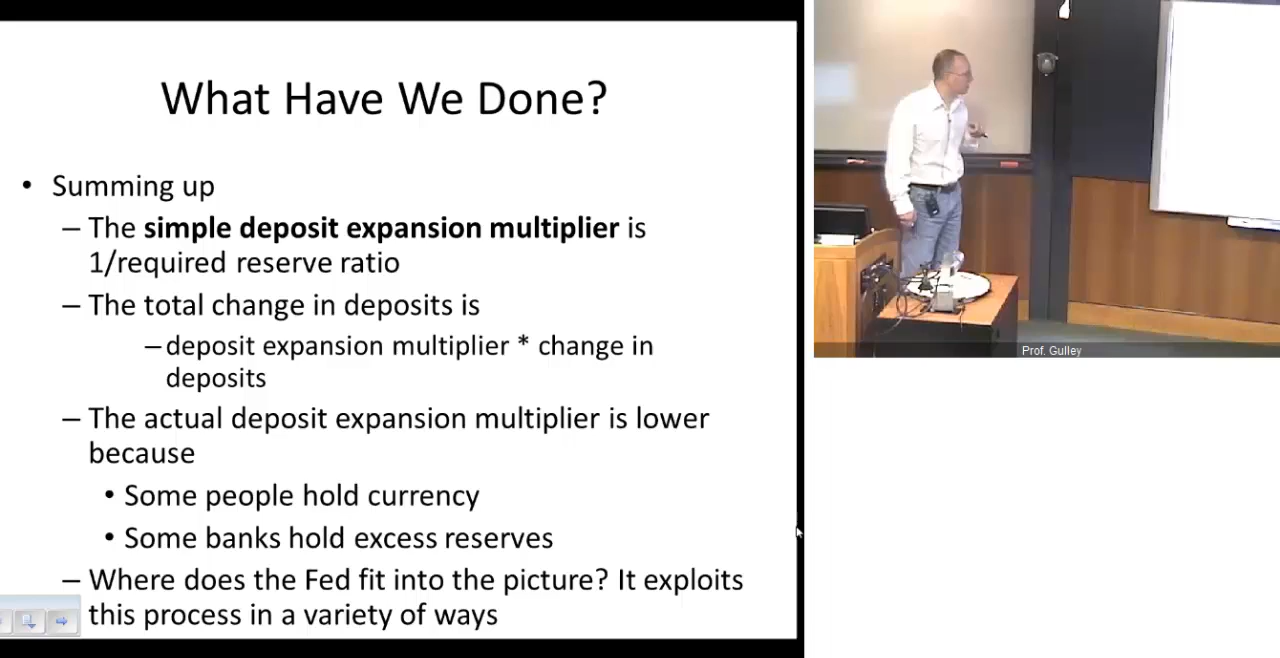 What Have We Done?
• Summing up
– The simple deposit expansion multiplier is
1/required reserve ratio
– The total change in deposits is
– deposit expansion multiplier * change in
deposits
– The actual deposit expansion multiplier is lower
because
• Some people hold currency
• Some banks hold excess reserves
– Where does the Fed fit into the picture? It exploits
this process in a variety of ways
Prof. Gulley